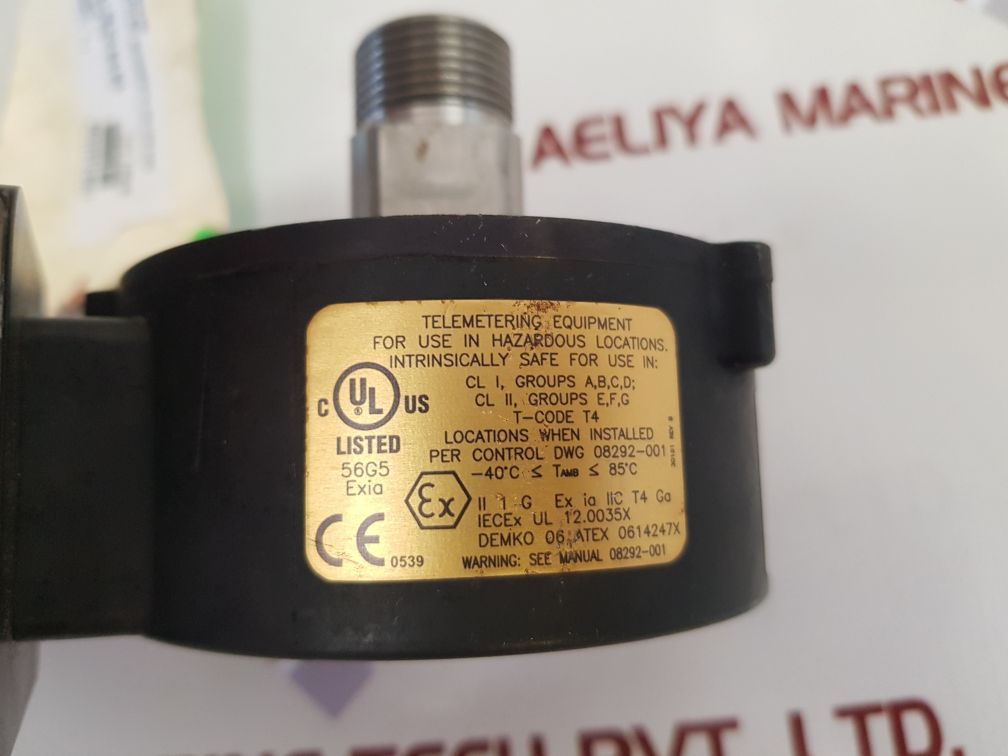 AELIYA MARINE
TELEMETERING EQUIPMENT
FOR USE IN HAZARDOUS LOCATIONS.
INTRINSICALLY SAFE FOR USE IN:
CL I, GROUPS A,B,C,D;
CL II, GROUPS E,F,G
T-CODE T4
LOCATIONS WHEN INSTALLED
PER CONTROL DWG 08292-001
-40°C ≤ TAMB ≤ 85°C
C UL ® US
LISTED
56G5
Exia
Ex II 1 G Ex ia IIC T4 Ga
IECEx UL 12.0035X
DEMKO 06 ATEX 0614247X
CE 0539
WARNING: SEE MANUAL 08292-001
TECH PVT. LTD.